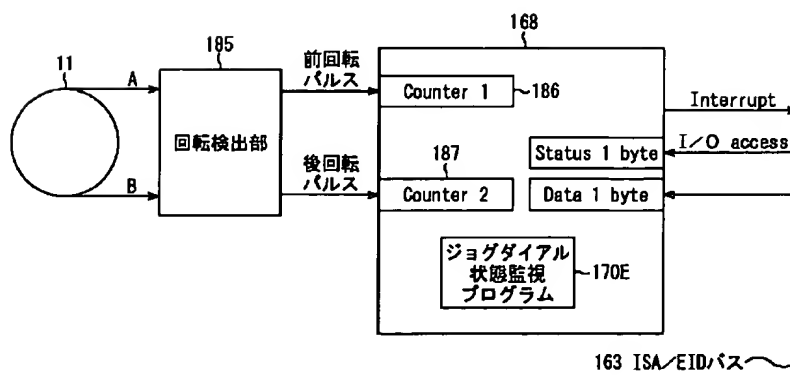 185
168
11
A
前回転
パルス
Counter 1
186
Interrupt
回転検出部
Status 1 byte
I/O access
187
B
後回転
パルス
Counter 2
Data 1 byte
ジョグダイアル
状態監視
プログラム
170E
163 ISA/EIDバス